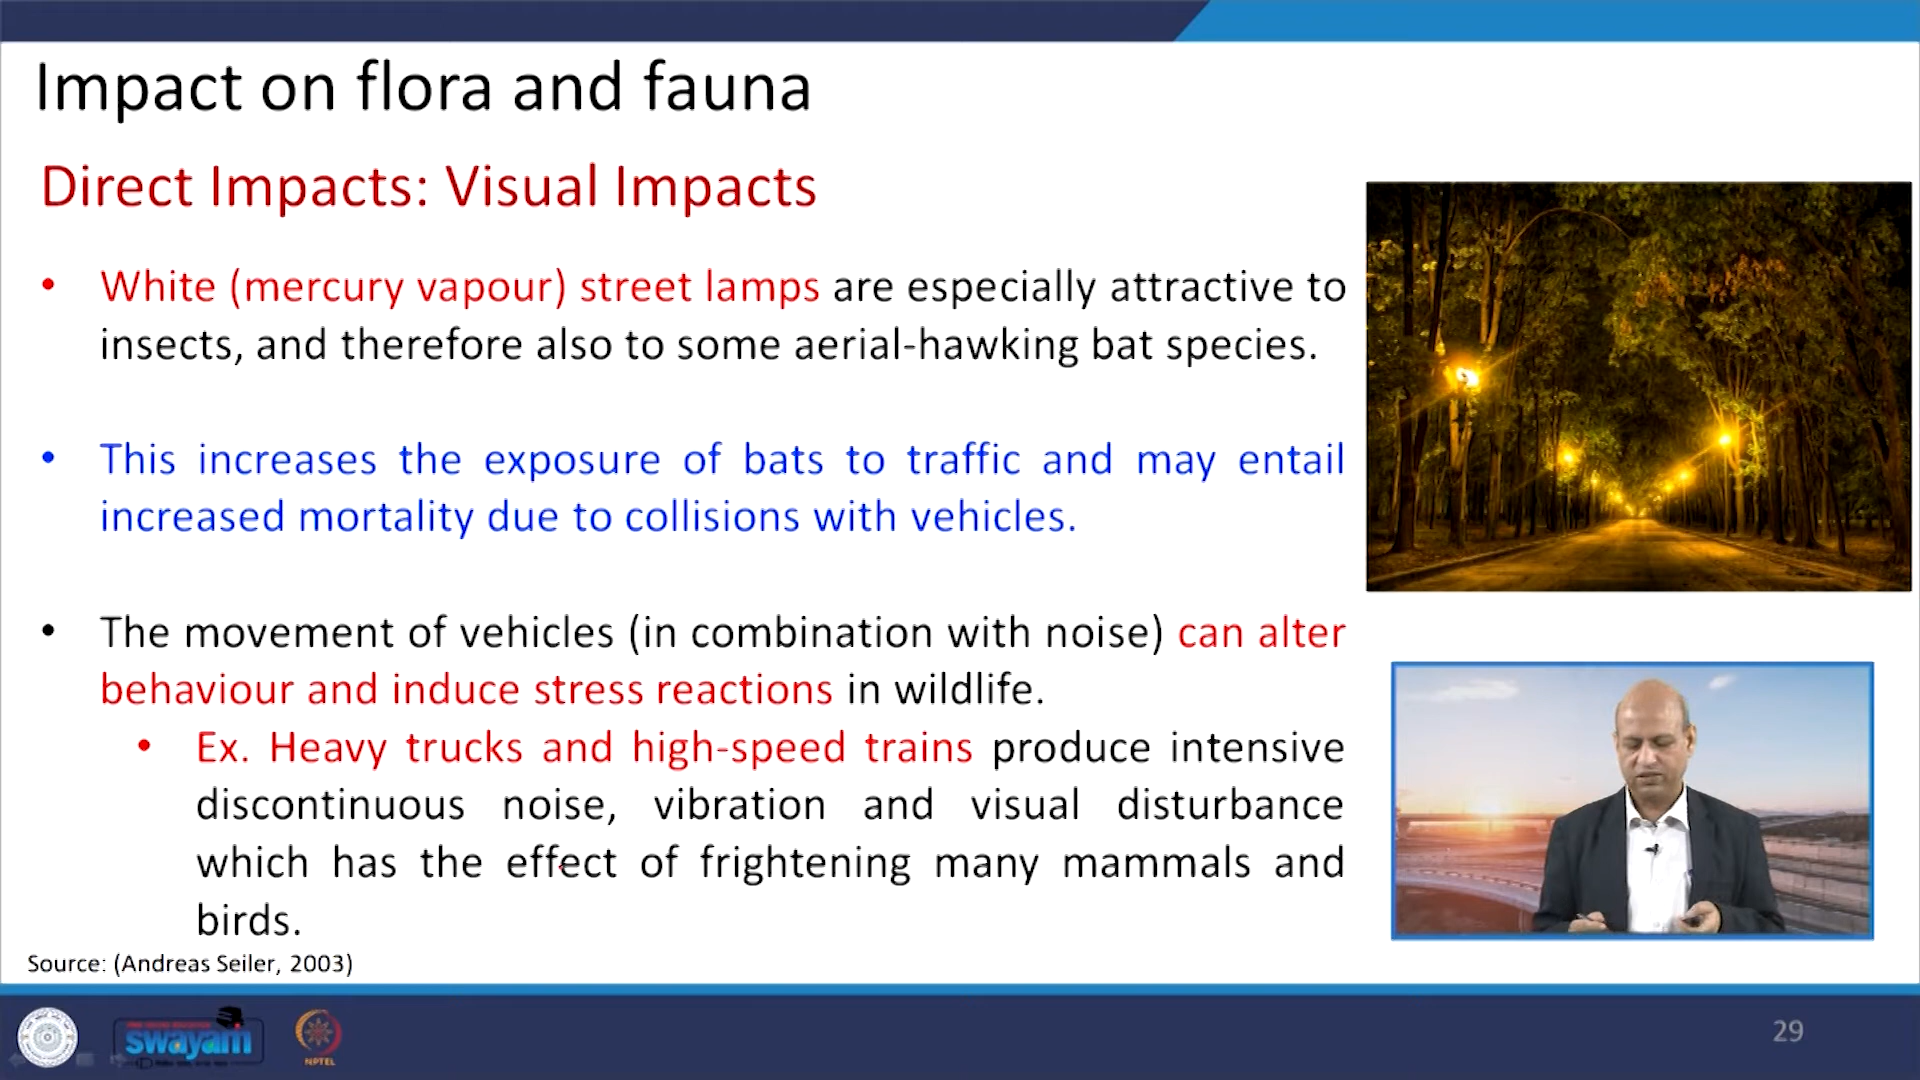 Impact on flora and fauna
Direct Impacts: Visual Impacts
• White (mercury vapour) street lamps are especially attractive to
insects, and therefore also to some aerial-hawking bat species.
• This increases the exposure of bats to traffic and may entail
increased mortality due to collisions with vehicles.
• The movement of vehicles (in combination with noise) can alter
behaviour and induce stress reactions in wildlife.
• Ex. Heavy trucks and high-speed trains produce intensive
discontinuous noise, vibration and visual disturbance
which has the effect of frightening many mammals and
birds.
Source: (Andreas Seiler, 2003)
swayam
NPTEL
29